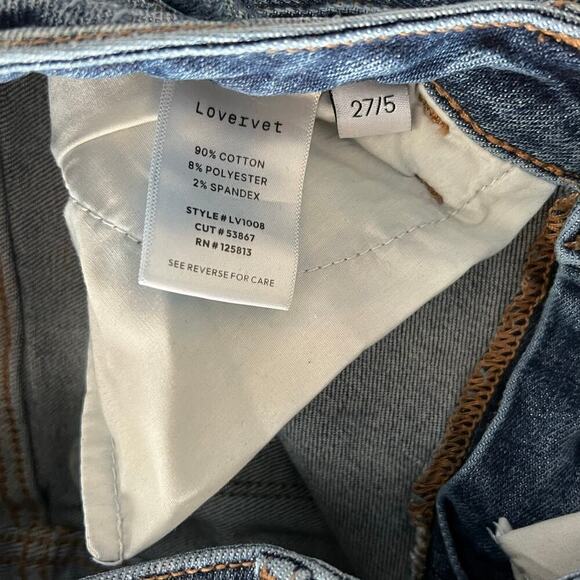 Lovervet
27/5
90% COTTON
8% POLYESTER
2% SPANDEX
STYLE# LV1008
CUT # 53867
RN # 125813
SEE REVERSE FOR CARE